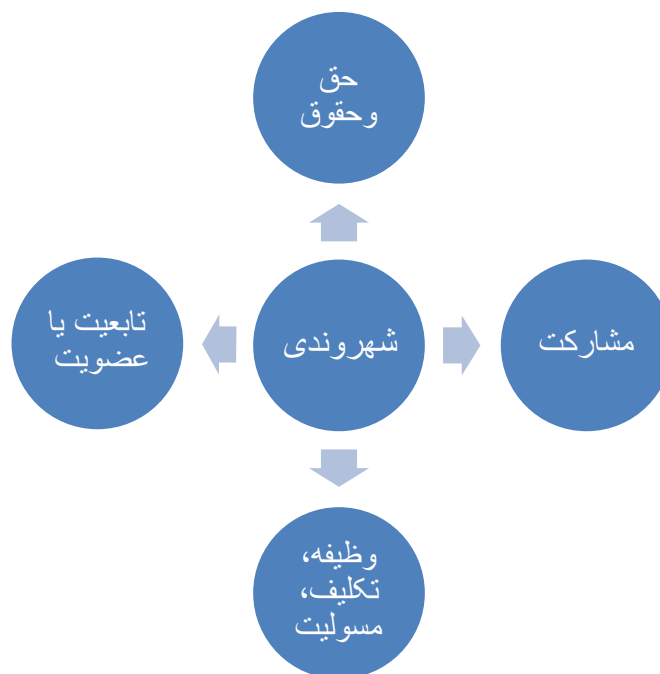 حق
وحقوق
تابعیت یا
عضویت
شهروندی
مشارکت
وظیفه،
تکلیف،
مسولیت